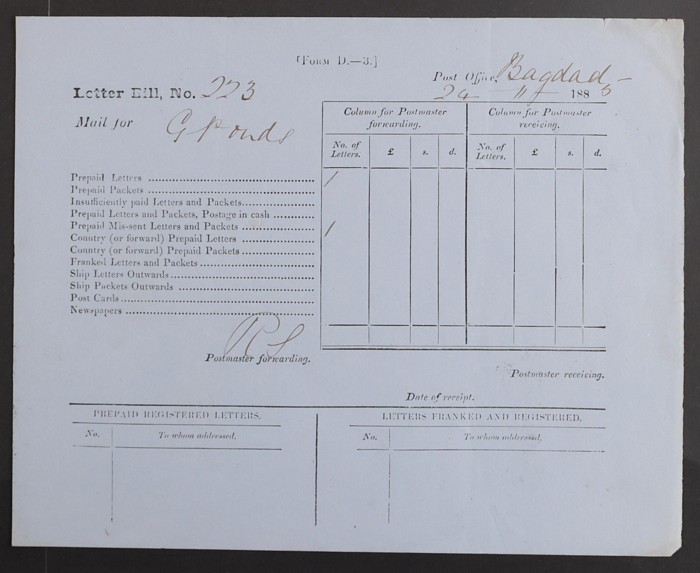 [Form D.—3.]
Post Office, Bagdad
Letter Bill, No. 223
24 11 188
Mail for G Ponds
Column for Postmaster forwarding.
Column for Postmaster receiving.
No. of Letters. £ s. d. No. of Letters. £ s. d.
Prepaid Letters 1
Prepaid Packets
Insufficiently paid Letters and Packets
Prepaid Letters and Packets, Postage in cash
Prepaid Mis-sent Letters and Packets 1
Country (or forward) Prepaid Letters
Country (or forward) Prepaid Packets
Franked Letters and Packets
Ship Letters Outwards
Ship Packets Outwards
Post Cards
Newspapers
Postmaster forwarding.
Postmaster receiving.
Date of receipt.
PREPAID REGISTERED LETTERS.
LETTERS FRANKED AND REGISTERED.
No. To whom addressed. No. To whom addressed.